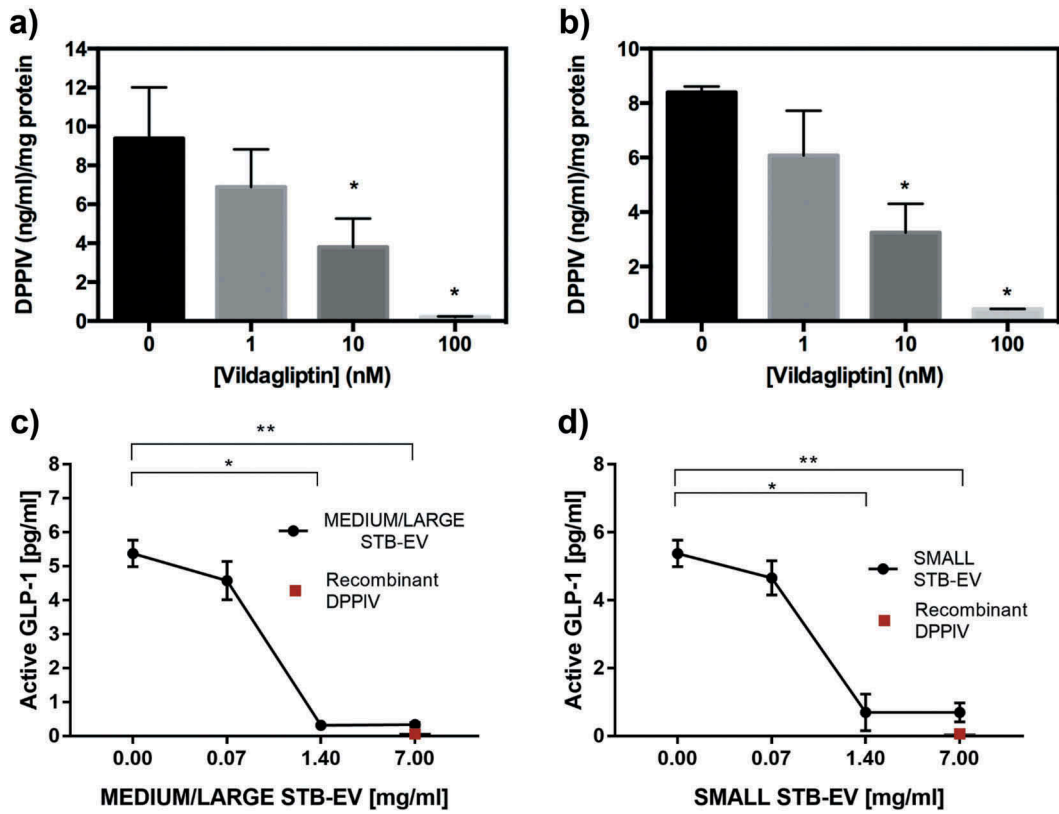 a)
DPPIV (ng/ml)/mg protein
14
12
10
8
6
4
2
0
*
*
0 1 10 100
[Vildagliptin] (nM)
b)
DPPIV (ng/ml)/mg protein
10
8
6
4
2
0
*
*
0 1 10 100
[Vildagliptin] (nM)
c)
**
*
Active GLP-1 [pg/ml]
8
7
6
5
4
3
2
1
0
MEDIUM/LARGE
STB-EV
Recombinant
DPPIV
0.00 0.07 1.40 7.00
MEDIUM/LARGE STB-EV [mg/ml]
d)
**
*
Active GLP-1 [pg/ml]
8
6
4
2
0
SMALL
STB-EV
Recombinant
DPPIV
0.00 0.07 1.40 7.00
SMALL STB-EV [mg/ml]